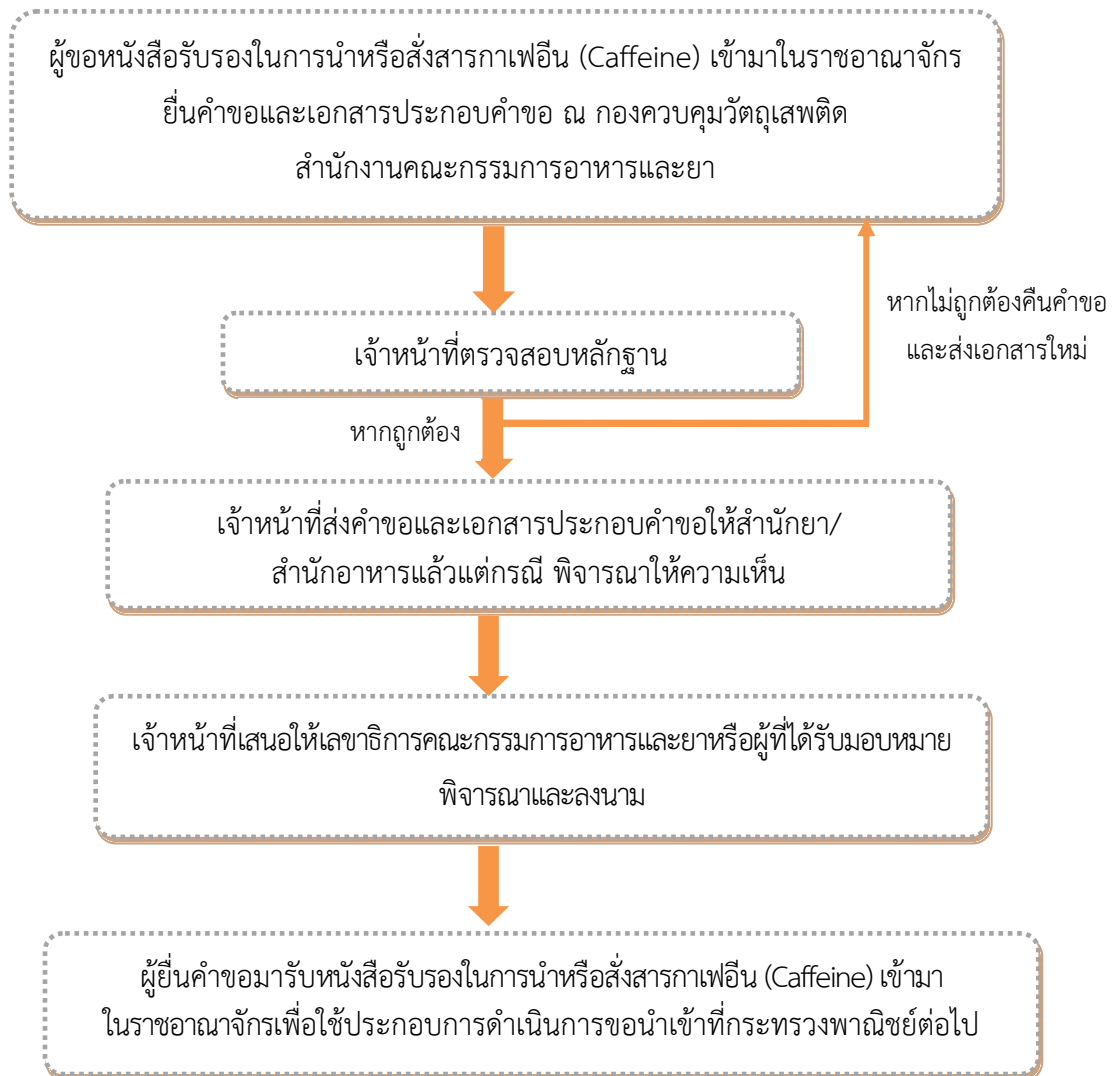 ผู้ขอหนังสือรับรองในการนำหรือสั่งสารกาเฟอีน (Caffeine) เข้ามาในราชอาณาจักร
ยื่นคำขอและเอกสารประกอบคำขอ ณ กองควบคุมวัตถุเสพติด
สำนักงานคณะกรรมการอาหารและยา
หากไม่ถูกต้องคืนคำขอ
และส่งเอกสารใหม่
เจ้าหน้าที่ตรวจสอบหลักฐาน
หากถูกต้อง
เจ้าหน้าที่ส่งคำขอและเอกสารประกอบคำขอให้สำนักยา/
สำนักอาหารแล้วแต่กรณี พิจารณาให้ความเห็น
เจ้าหน้าที่เสนอให้เลขาธิการคณะกรรมการอาหารและยาหรือผู้ที่ได้รับมอบหมาย
พิจารณาและลงนาม
ผู้ยื่นคำขอมารับหนังสือรับรองในการนำหรือสั่งสารกาเฟอีน (Caffeine) เข้ามา
ในราชอาณาจักรเพื่อใช้ประกอบการดำเนินการขอนำเข้าที่กระทรวงพาณิชย์ต่อไป